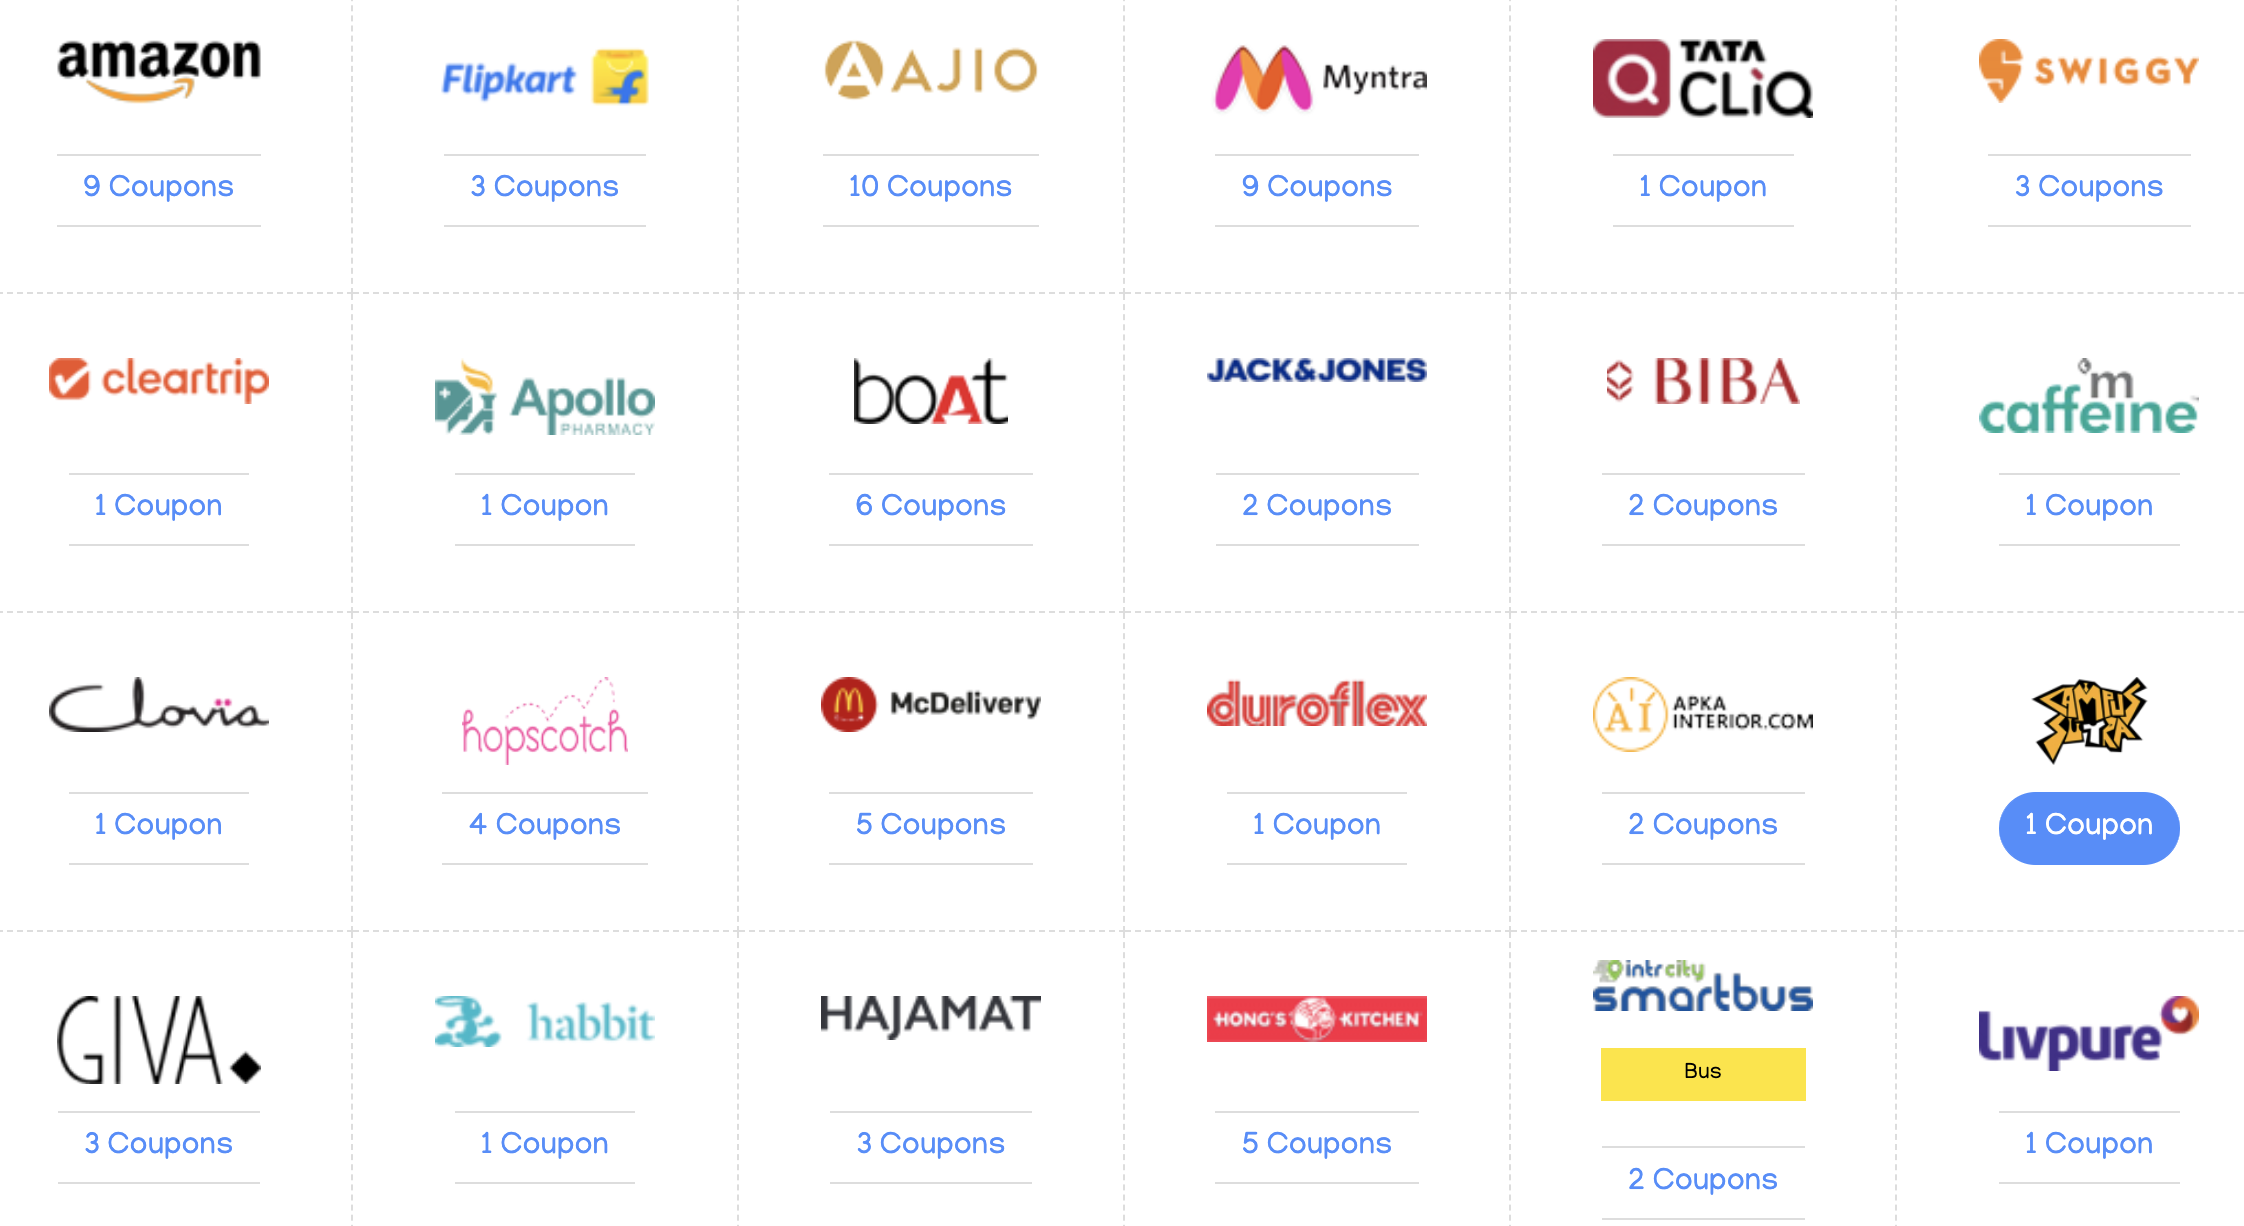 amazon
Flipkart
AJIO
Myntra
TATA
CLiQ
SWIGGY
9 Coupons
3 Coupons
10 Coupons
9 Coupons
1 Coupon
3 Coupons
cleartrip
Apollo
PHARMACY
boAt
JACK&JONES
BIBA
'm
caffeine
1 Coupon
1 Coupon
6 Coupons
2 Coupons
2 Coupons
1 Coupon
Clovia
hopscotch
McDelivery
duroflex
AI APKA
INTERIOR.COM
CAMPUS
SUTRA
1 Coupon
4 Coupons
5 Coupons
1 Coupon
2 Coupons
1 Coupon
GIVA
habbit
HAJAMAT
HONG'S KITCHEN
intrcity
smartbus
Bus
Livpure
3 Coupons
1 Coupon
3 Coupons
5 Coupons
2 Coupons
1 Coupon